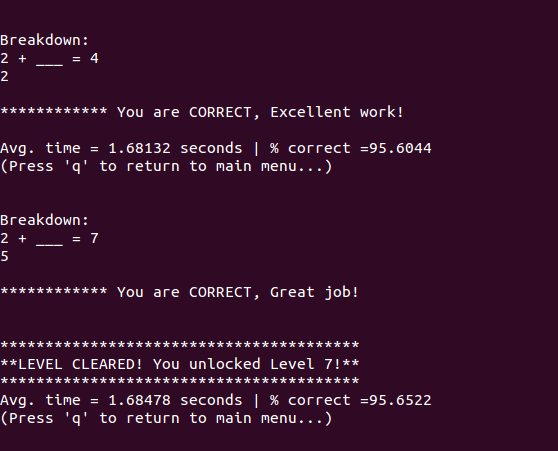 Breakdown:
2 + ___ = 4
2
************ You are CORRECT, Excellent work!
Avg. time = 1.68132 seconds | % correct =95.6044
(Press 'q' to return to main menu...)
Breakdown:
2 + ___ = 7
5
************ You are CORRECT, Great job!
****************************************
**LEVEL CLEARED! You unlocked Level 7!**
****************************************
Avg. time = 1.68478 seconds | % correct =95.6522
(Press 'q' to return to main menu...)